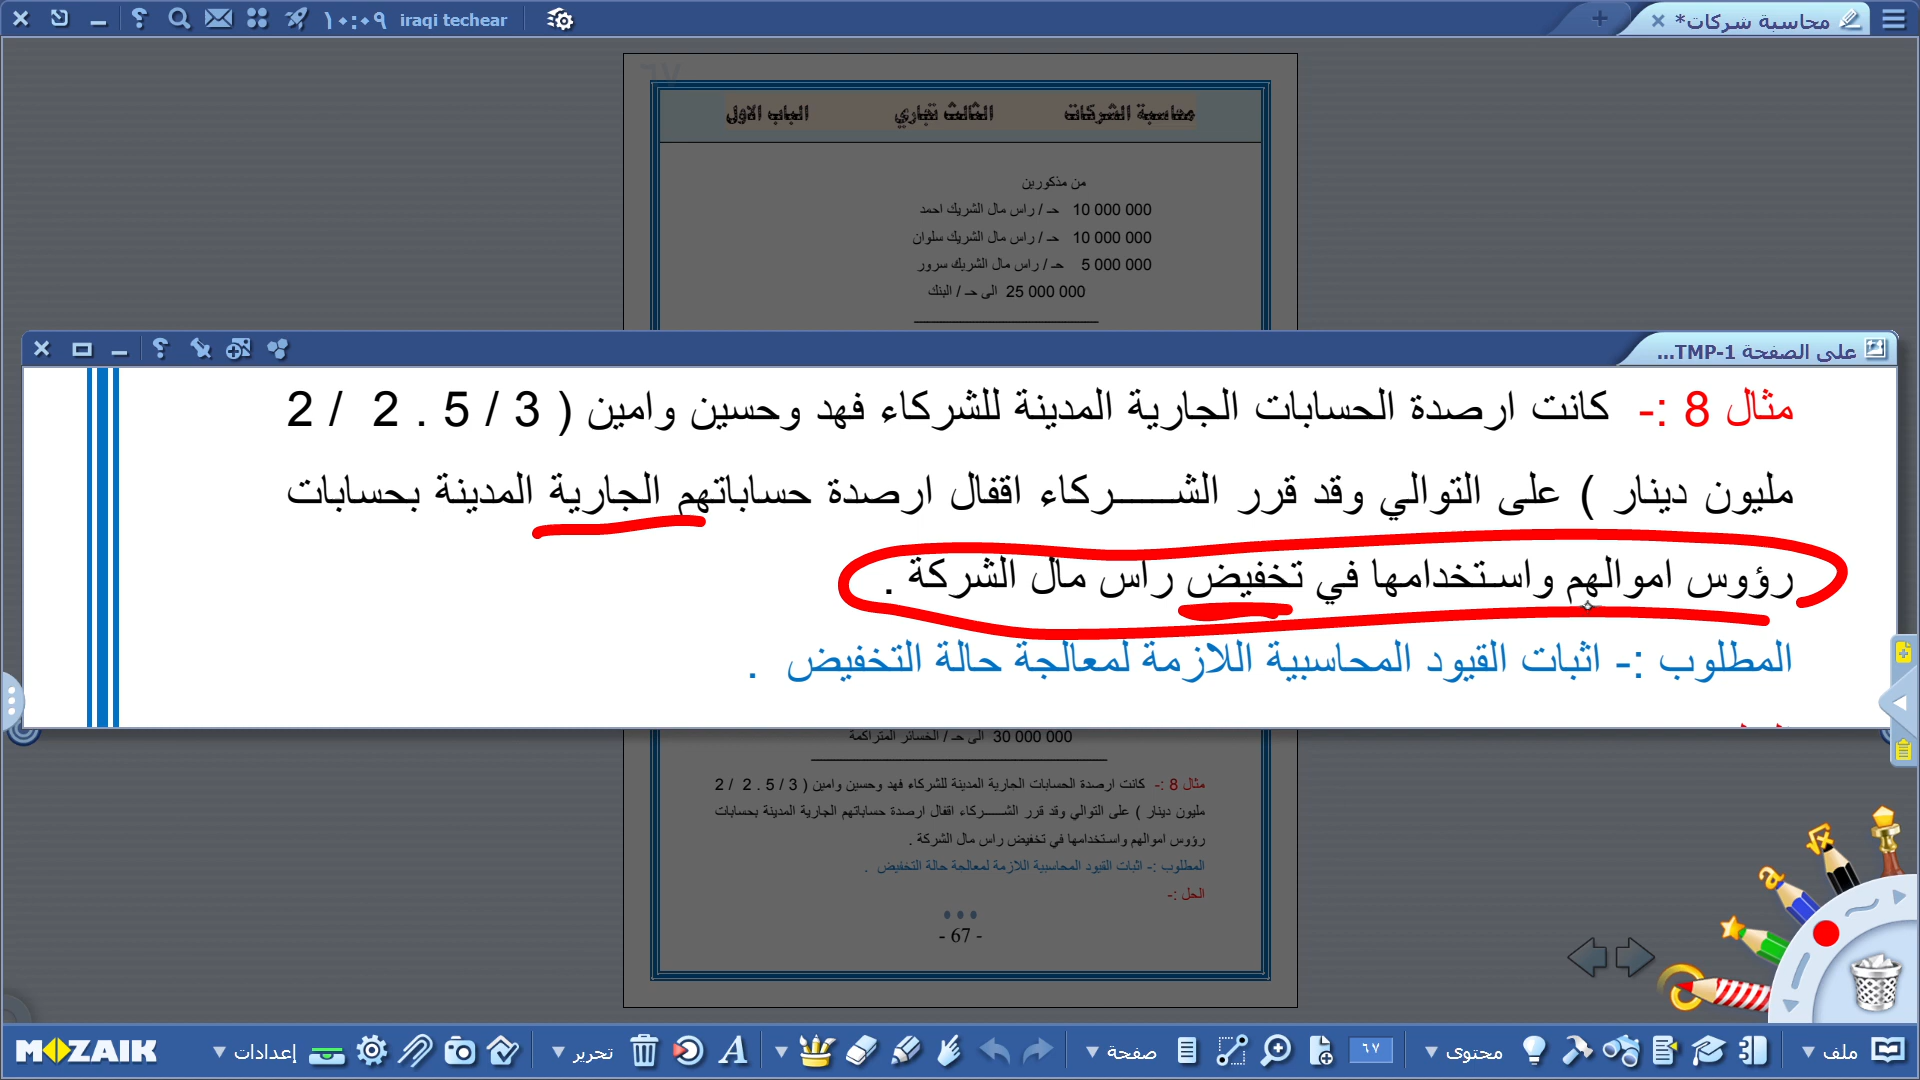 محاسبة شركات*
iraqi techear
١٠:٠٩
محاسبة الشركات الثالث تجاري الباب الاول
من مذكورين
10 000 000 حـ / راس مال الشريك احمد
10 000 000 حـ / راس مال الشريك سلوان
5 000 000 حـ / راس مال الشريك سرور
25 000 000 الى حـ / البنك
على الصفحة TMP-1...
مثال 8 :- كانت ارصدة الحسابات الجارية المدينة للشركاء فهد وحسين وامين ( 3 / 5 . 2 / 2
مليون دينار ) على التوالي وقد قرر الشــــركاء اقفال ارصدة حساباتهم الجارية المدينة بحسابات
رؤوس اموالهم واستخدامها في تخفيض راس مال الشركة .
المطلوب :- اثبات القيود المحاسبية اللازمة لمعالجة حالة التخفيض .
30 000 000 الى حـ / الخسائر المتراكمة
مثال 8 :- كانت ارصدة الحسابات الجارية المدينة للشركاء فهد وحسين وامين ( 3 / 5 . 2 / 2
مليون دينار ) على التوالي وقد قرر الشــــركاء اقفال ارصدة حساباتهم الجارية المدينة بحسابات
رؤوس اموالهم واستخدامها في تخفيض راس مال الشركة .
المطلوب :- اثبات القيود المحاسبية اللازمة لمعالجة حالة التخفيض .
الحل :-
- 67 -
ملف محتوى ٦٧ صفحة تحرير إعدادات MOZAIK